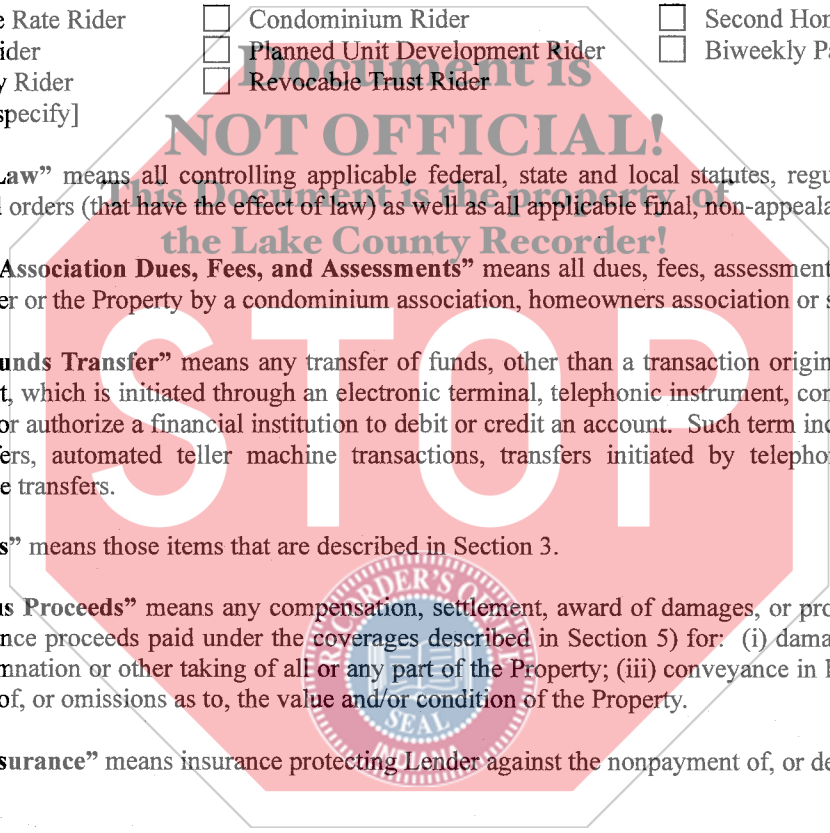 e Rate Rider ☐ Condominium Rider ☐ Second Hon
ider ☐ Planned Unit Development Rider ☐ Biweekly Pa
y Rider ☐ Revocable Trust Rider
specify]
Document is
NOT OFFICIAL!
This Document is the property of
the Lake County Recorder!
Law” means all controlling applicable federal, state and local statutes, regu
l orders (that have the effect of law) as well as all applicable final, non-appeala
Association Dues, Fees, and Assessments” means all dues, fees, assessment
er or the Property by a condominium association, homeowners association or s
unds Transfer” means any transfer of funds, other than a transaction origin
t, which is initiated through an electronic terminal, telephonic instrument, con
or authorize a financial institution to debit or credit an account. Such term inc
fers, automated teller machine transactions, transfers initiated by telepho
e transfers.
STOP
s” means those items that are described in Section 3.
us Proceeds” means any compensation, settlement, award of damages, or pro
nce proceeds paid under the coverages described in Section 5) for: (i) dama
mnation or other taking of all or any part of the Property; (iii) conveyance in
of, or omissions as to, the value and/or condition of the Property.
RECORDER'S OFFICE
SEAL
INDIANA
surance” means insurance protecting Lender against the nonpayment of, or de